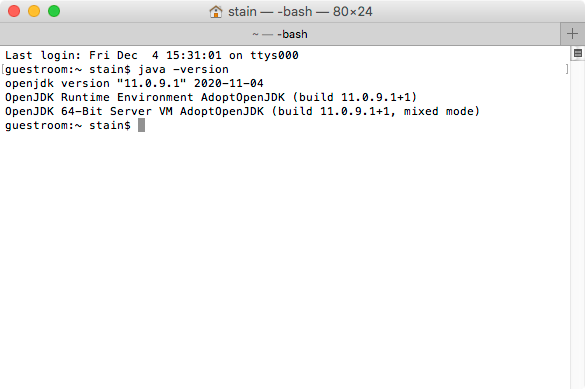 stain — -bash — 80×24
~ — -bash
Last login: Fri Dec  4 15:31:01 on ttys000
[guestroom:~ stain$ java -version ]
openjdk version "11.0.9.1" 2020-11-04
OpenJDK Runtime Environment AdoptOpenJDK (build 11.0.9.1+1)
OpenJDK 64-Bit Server VM AdoptOpenJDK (build 11.0.9.1+1, mixed mode)
guestroom:~ stain$